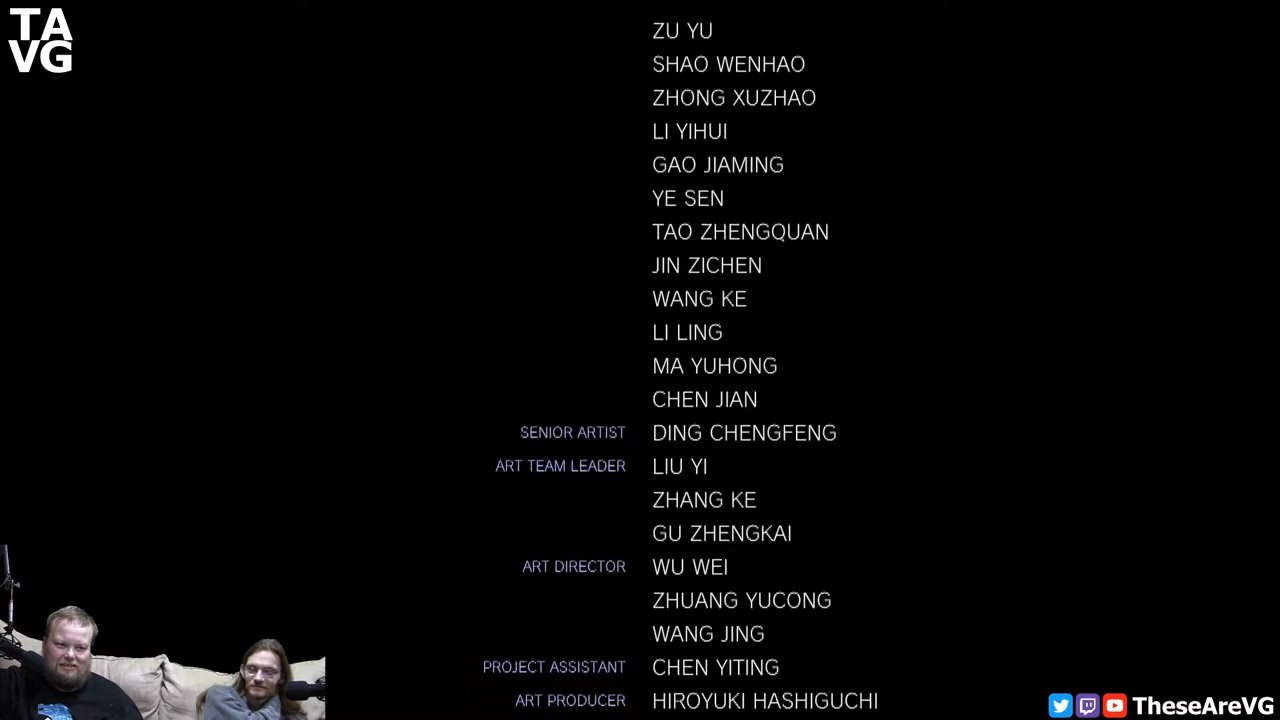 TA
VG
ZU YU
SHAO WENHAO
ZHONG XUZHAO
LI YIHUI
GAO JIAMING
YE SEN
TAO ZHENGQUAN
JIN ZICHEN
WANG KE
LI LING
MA YUHONG
CHEN JIAN
SENIOR ARTIST DING CHENGFENG
ART TEAM LEADER LIU YI
ZHANG KE
GU ZHENGKAI
ART DIRECTOR WU WEI
ZHUANG YUCONG
WANG JING
PROJECT ASSISTANT CHEN YITING
ART PRODUCER HIROYUKI HASHIGUCHI
TheseAreVG